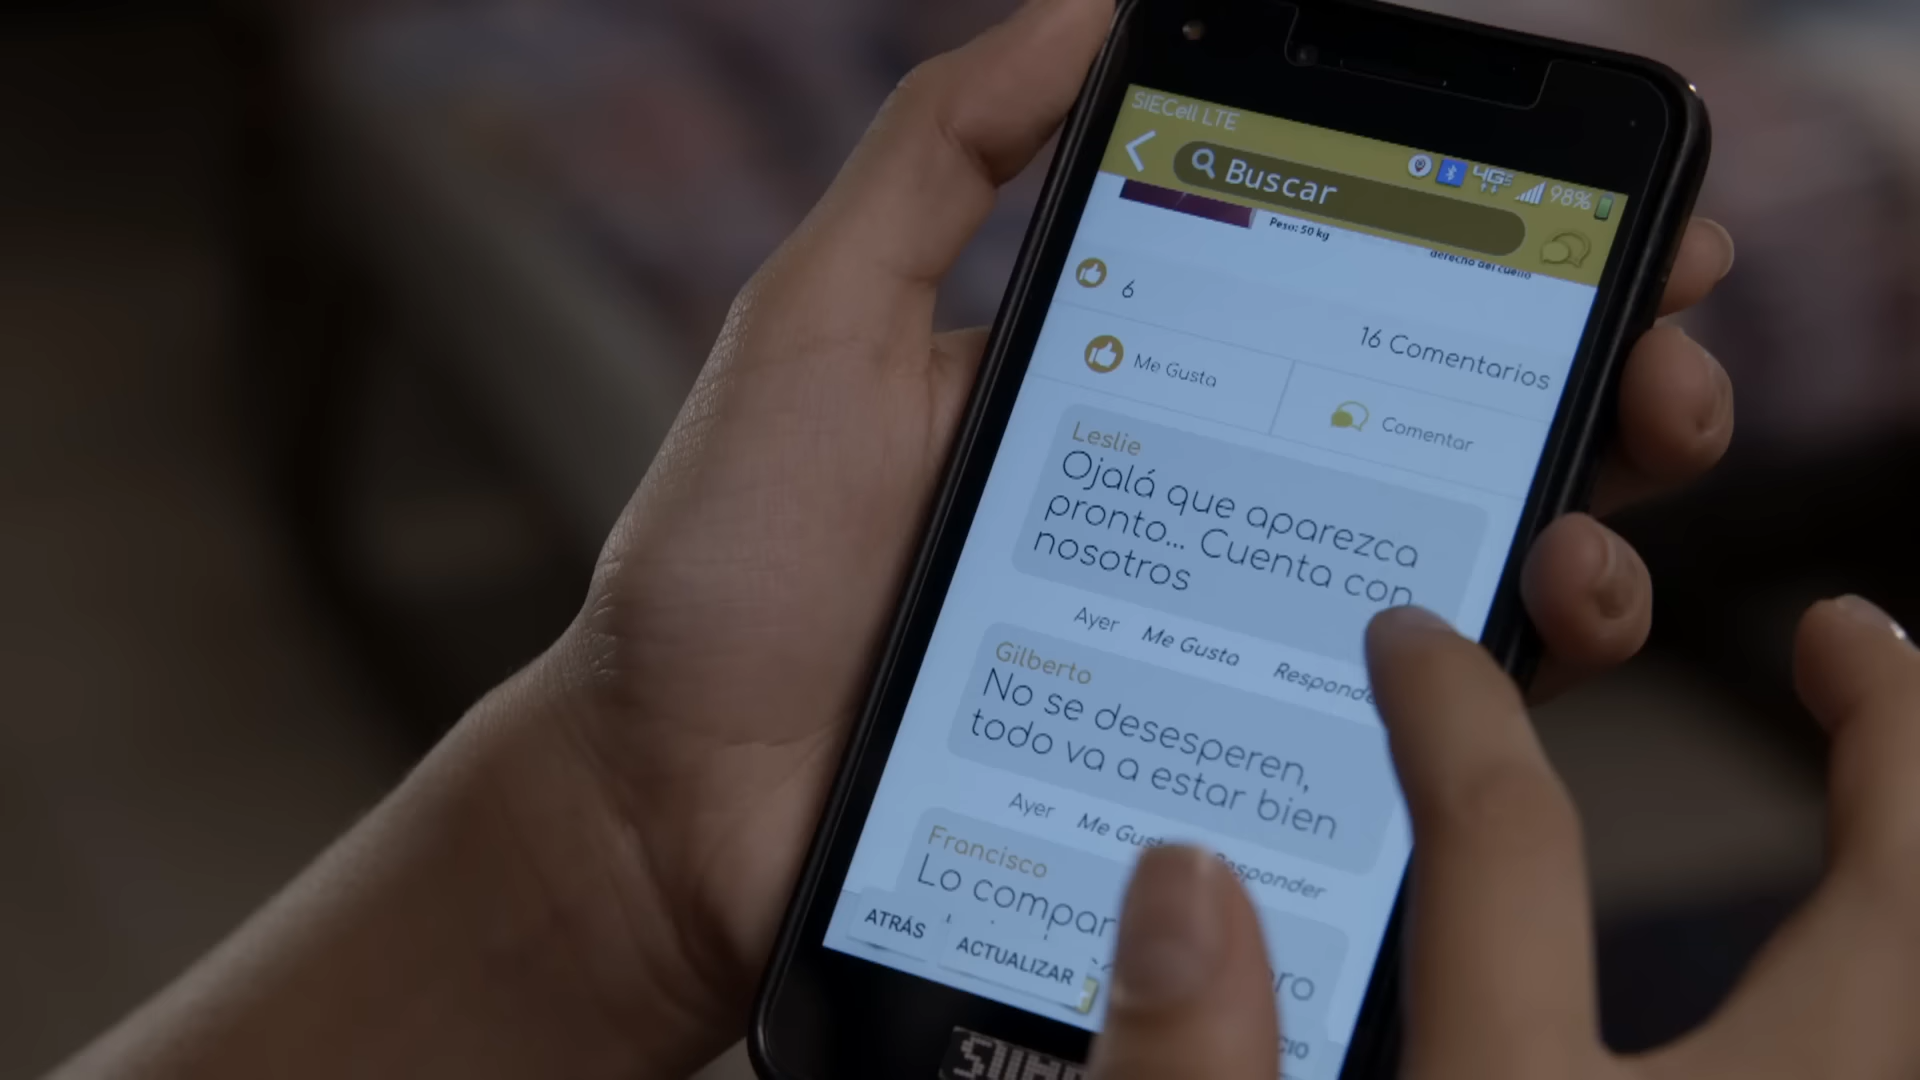 SIECell LTE
98%
Buscar
Peso: 50 kg
derecho del cuello
6
16 Comentarios
Me Gusta
Comentar
Leslie
Ojalá que aparezca
pronto... Cuenta con
nosotros
Ayer Me Gusta
Gilberto
No se desesperen,
todo va a estar bien
Ayer Me
Francisco
Lo
ATRÁS
ACTUALIZAR